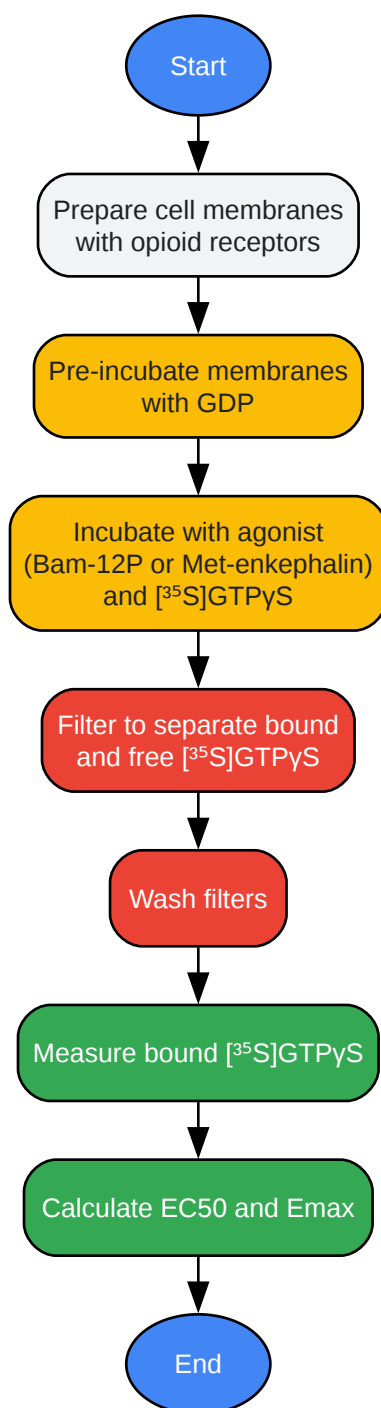 Start
Prepare cell membranes
with opioid receptors
Pre-incubate membranes
with GDP
Incubate with agonist
(Bam-12P or Met-enkephalin)
and [³⁵S]GTPγS
Filter to separate bound
and free [³⁵S]GTPγS
Wash filters
Measure bound [³⁵S]GTPγS
Calculate EC50 and Emax
End